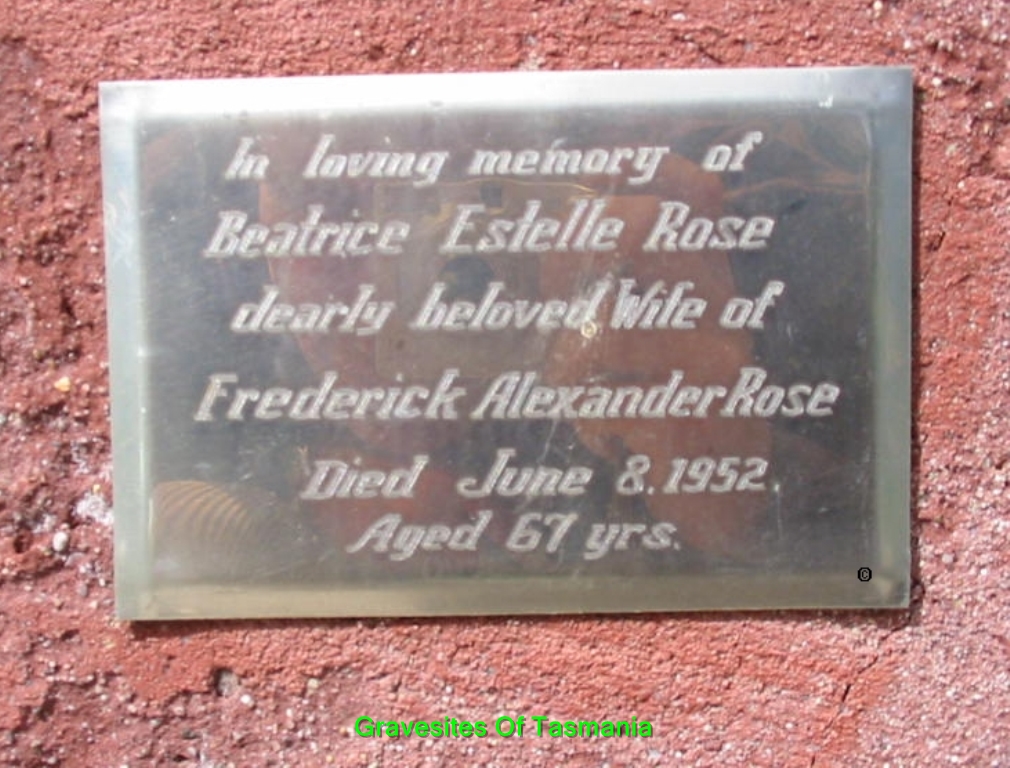 In loving memory of
Beatrice Estelle Rose
dearly beloved Wife of
Frederick Alexander Rose
Died June 8. 1952.
Aged 67 yrs.
©
Gravesites Of Tasmania